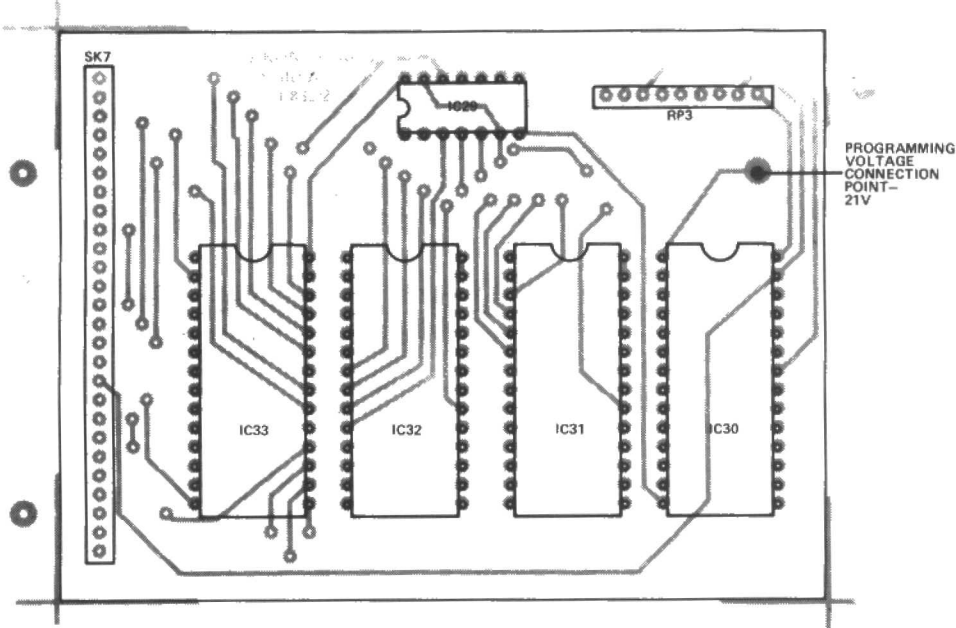 SK7
IC29
RP3
PROGRAMMING
VOLTAGE
CONNECTION
POINT—
21V
IC33
IC32
IC31
IC30